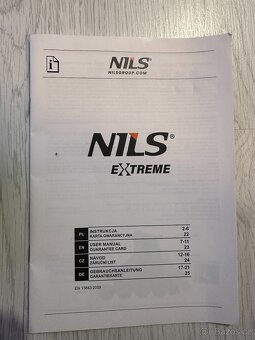 NILS®
NILSGROUP.COM
NILS®
EXTREME
PL INSTRUKCJA 2-6
KARTA GWARANCYJNA 22
EN USER MANUAL 7-11
GUARANTEE CARD 23
CZ NÁVOD 12-16
ZÁRUČNÍ LIST 24
DE GEBRAUCHSANLEITUNG 17-21
GARANTIEKARTE 25
EN 13843:2009